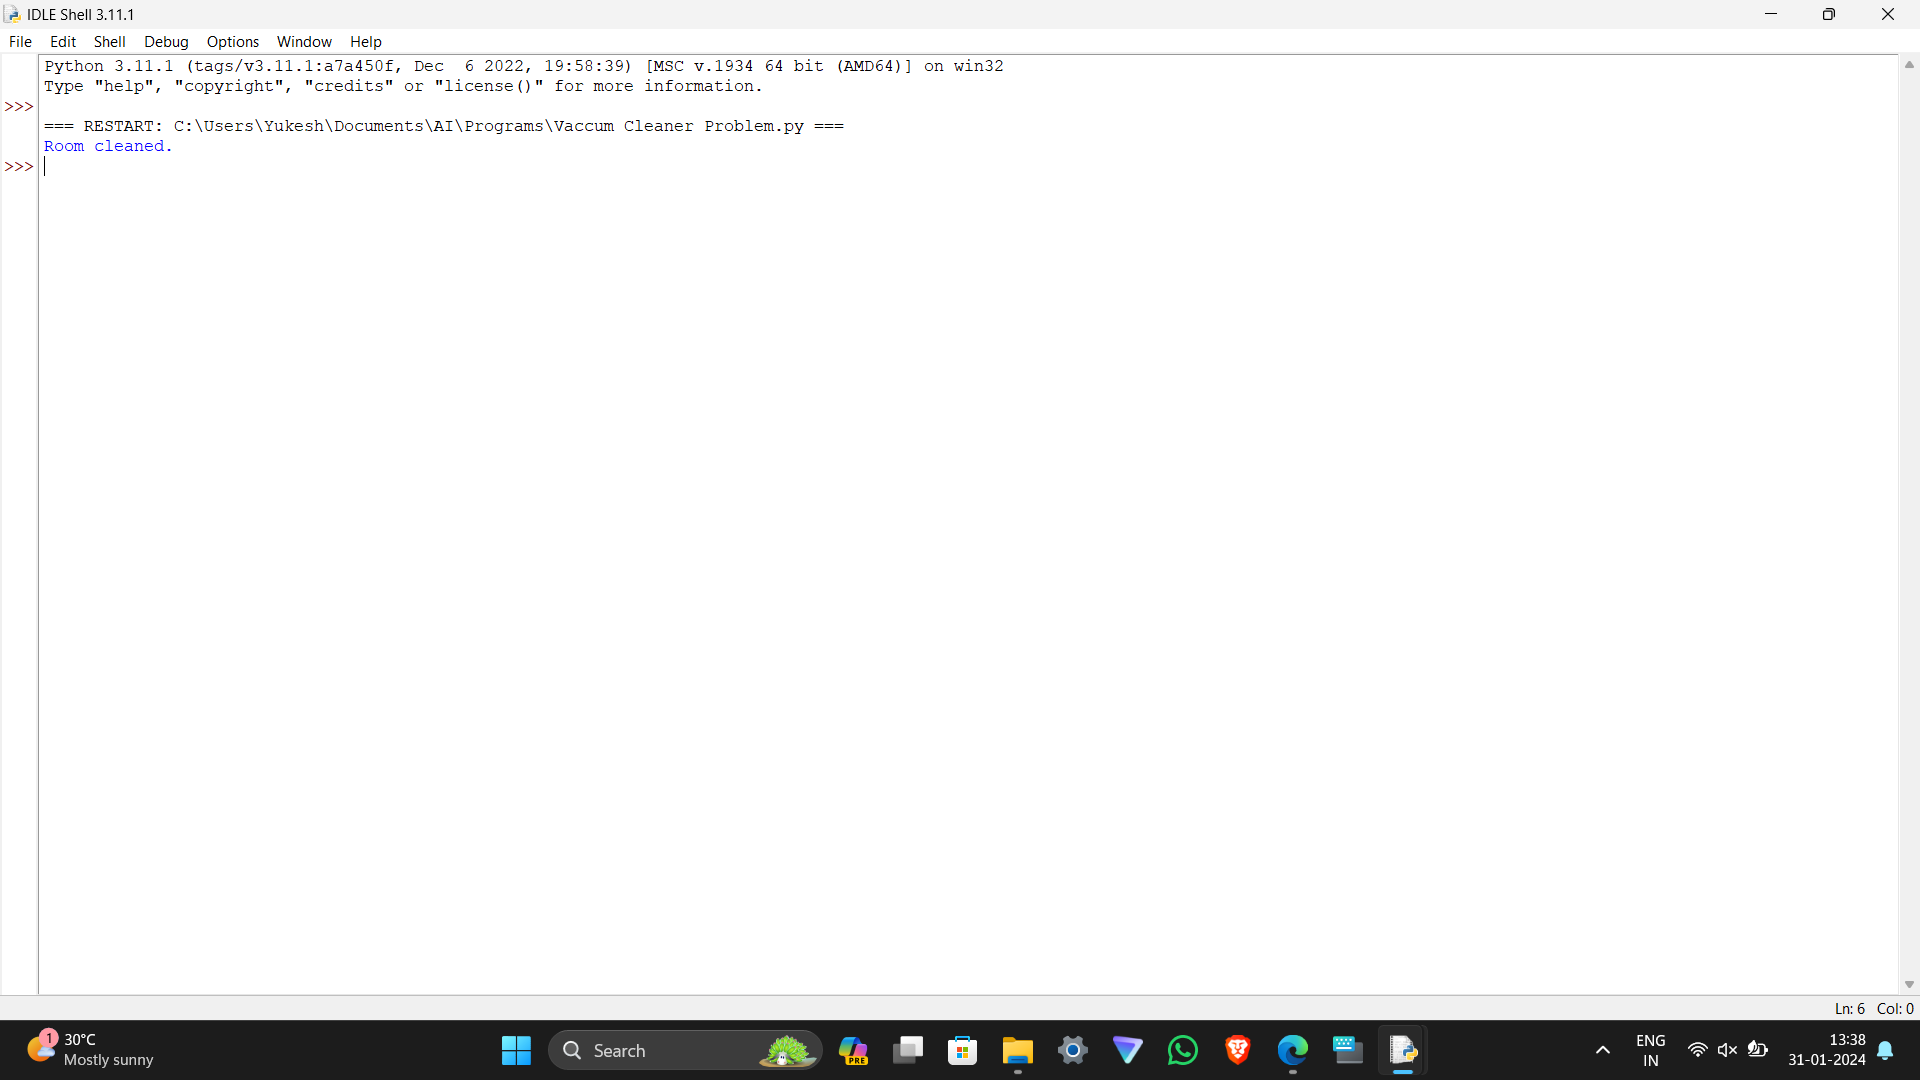 IDLE Shell 3.11.1
File Edit Shell Debug Options Window Help
Python 3.11.1 (tags/v3.11.1:a7a450f, Dec  6 2022, 19:58:39) [MSC v.1934 64 bit (AMD64)] on win32
Type "help", "copyright", "credits" or "license()" for more information.
>>>
=== RESTART: C:\Users\Yukesh\Documents\AI\Programs\Vaccum Cleaner Problem.py ===
Room cleaned.
>>>
Ln: 6 Col: 0
1
30°C
Mostly sunny
Search
PRE
ENG
IN
13:38
31-01-2024